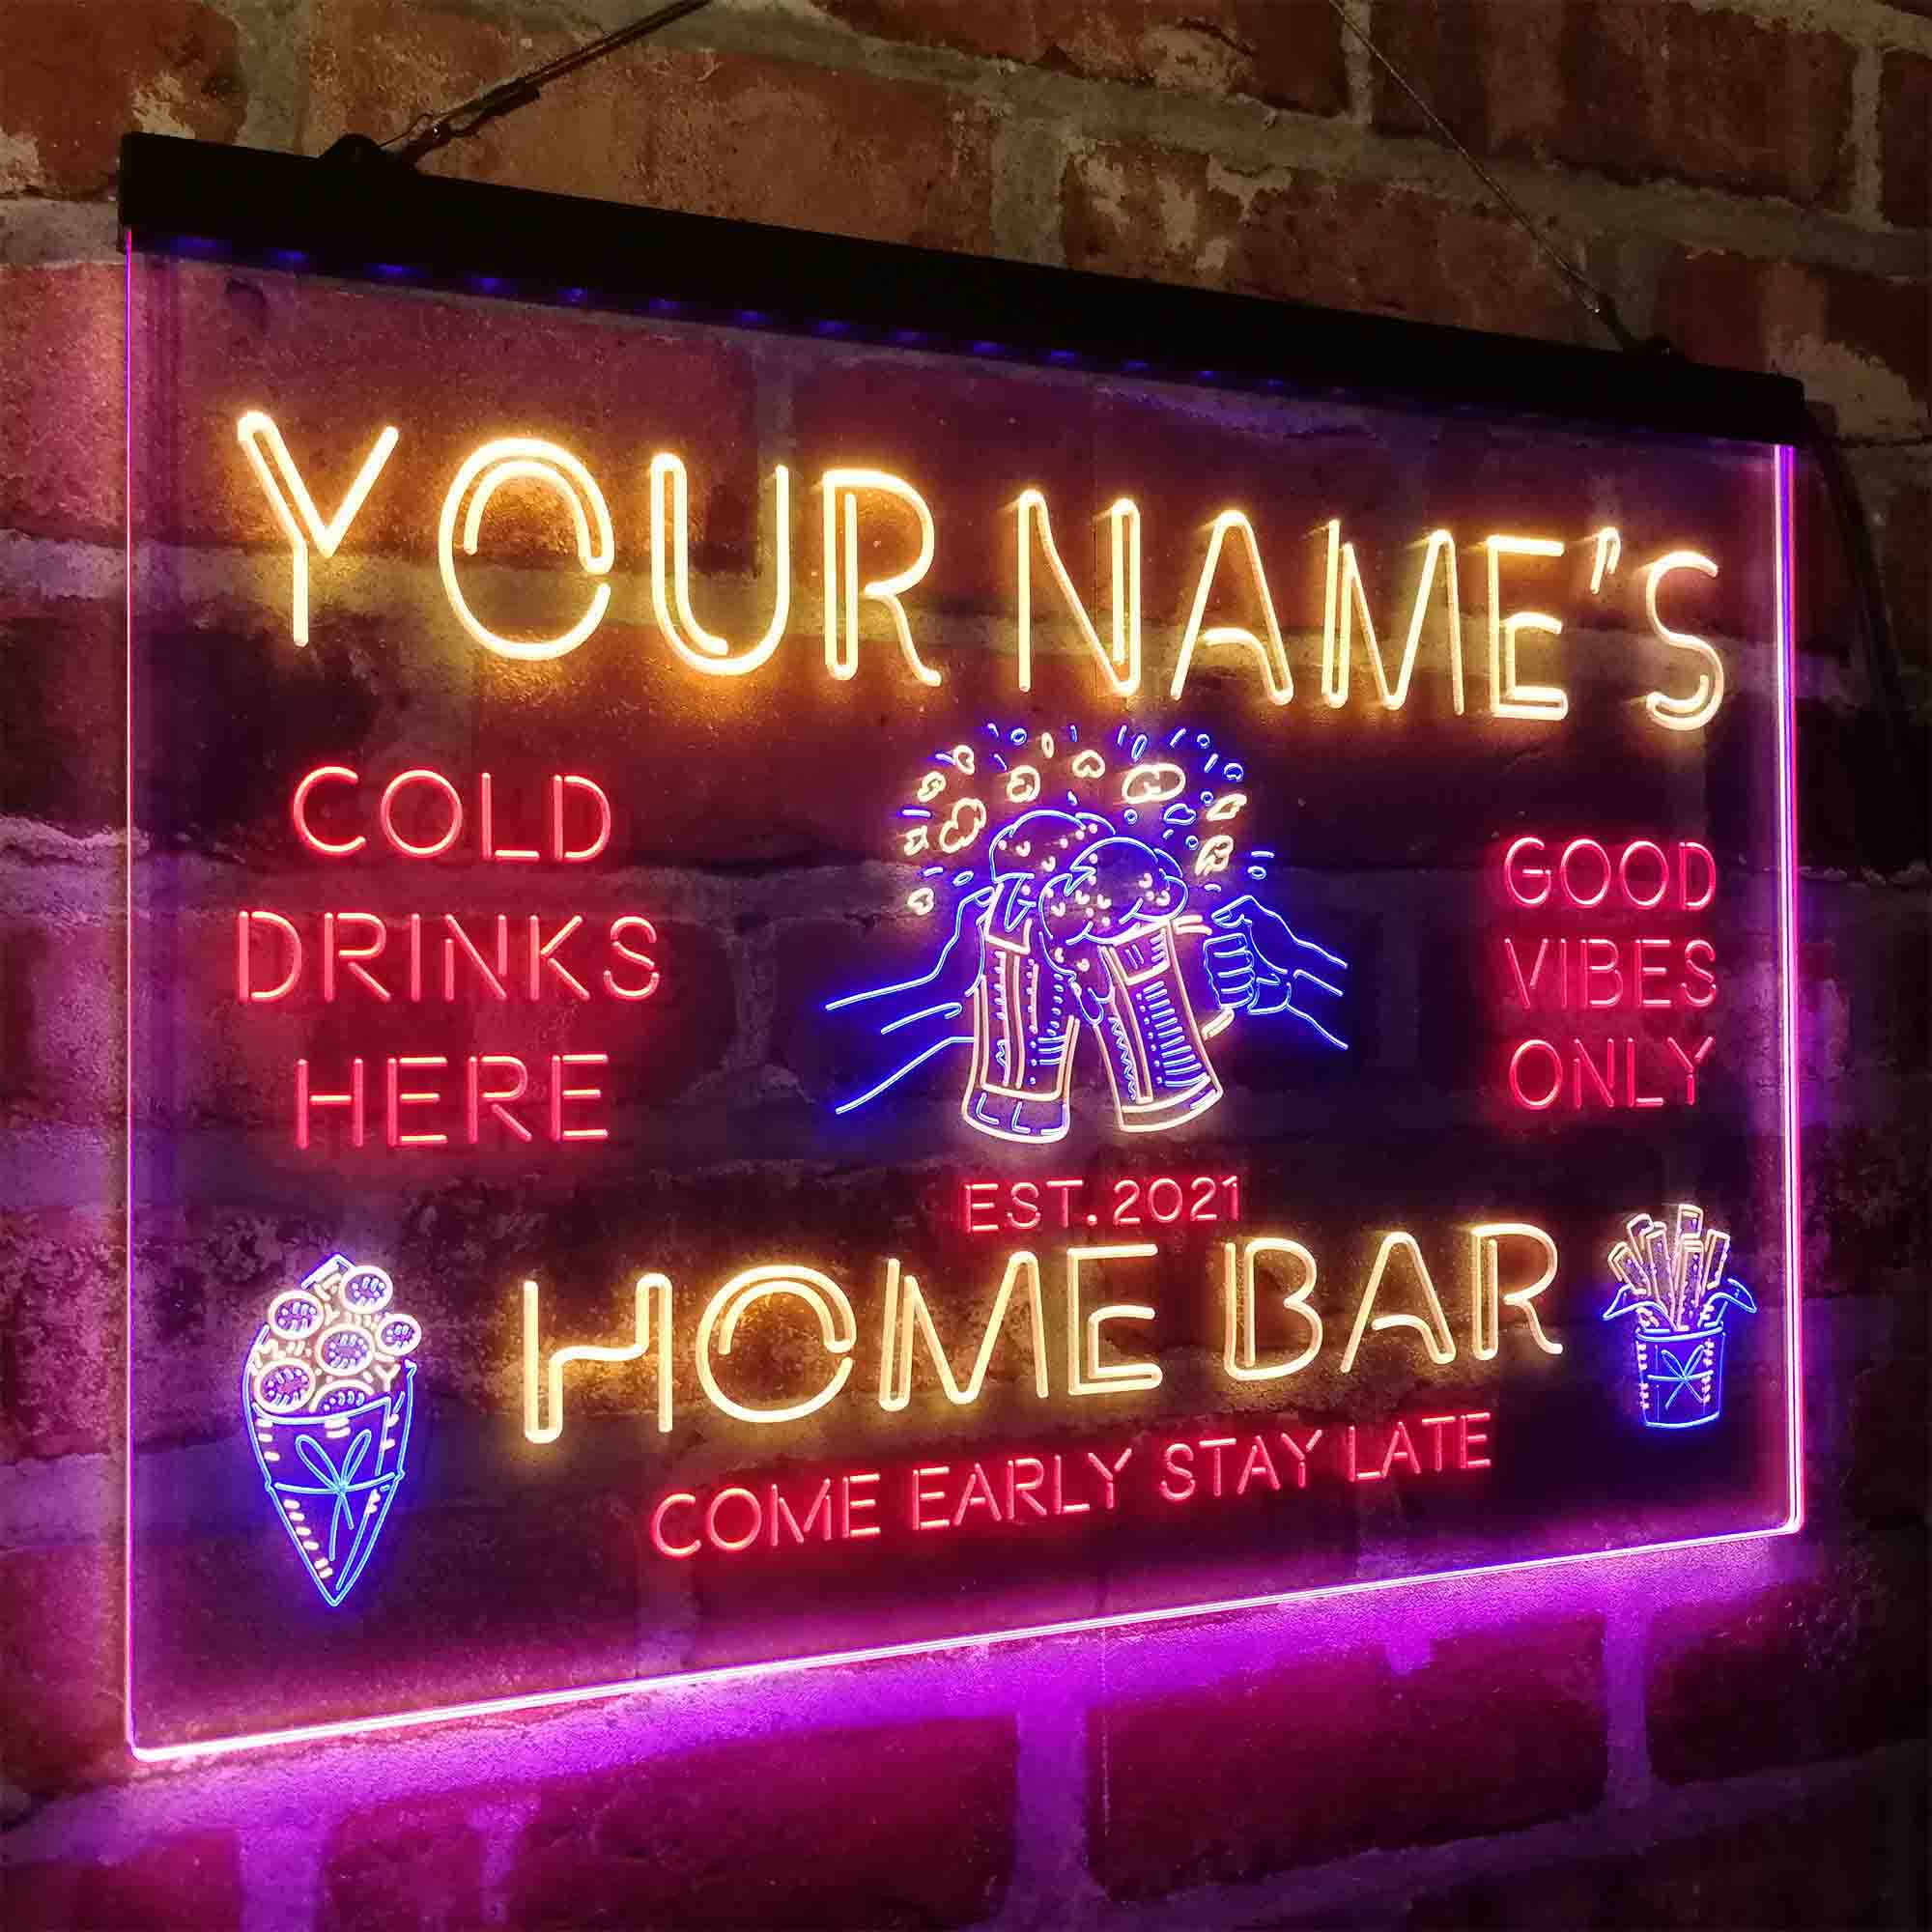 YOUR NAME'S
COLD
DRINKS
HERE
GOOD
VIBES
ONLY
EST. 2021
HOME BAR
COME EARLY STAY LATE